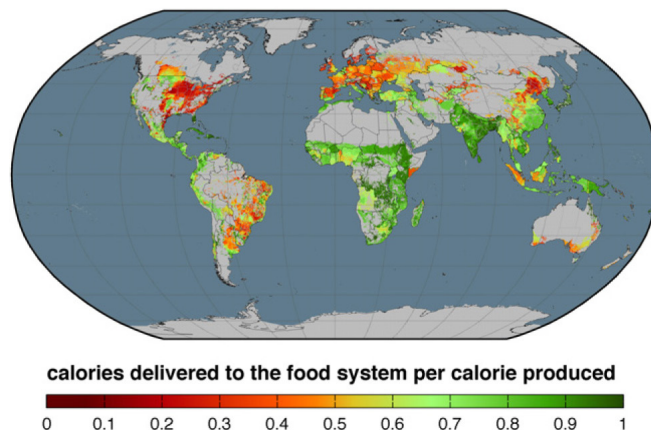 calories delivered to the food system per calorie produced
0 0.1 0.2 0.3 0.4 0.5 0.6 0.7 0.8 0.9 1